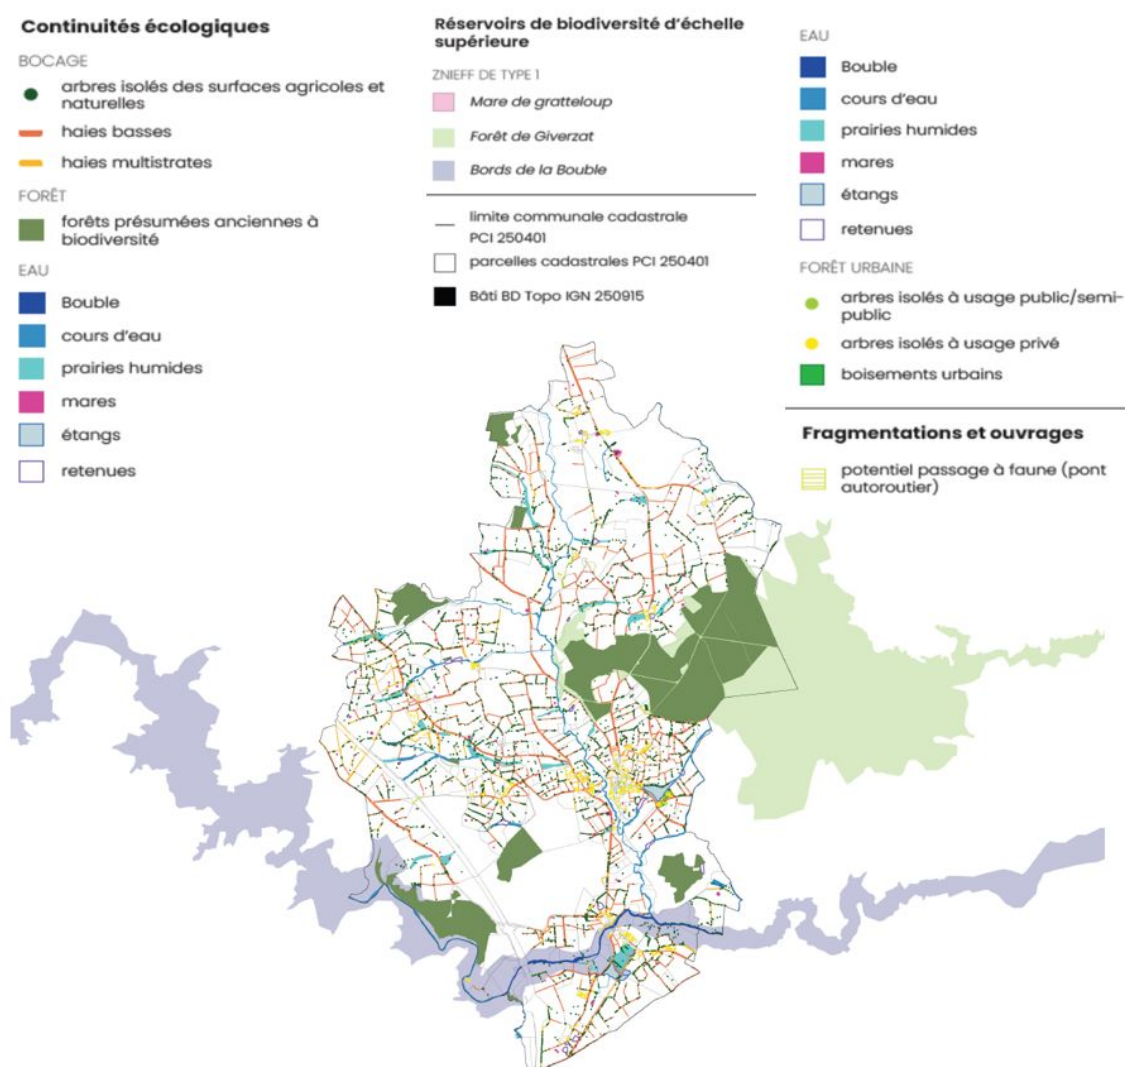 Continuités écologiques
BOCAGE
arbres isolés des surfaces agricoles et
naturelles
haies basses
haies multistrates
FORÊT
forêts présumées anciennes à
biodiversité
EAU
Bouble
cours d'eau
prairies humides
mares
étangs
retenues
Réservoirs de biodiversité d'échelle
supérieure
ZNIEFF DE TYPE 1
Mare de gratteloup
Forêt de Giverzat
Bords de la Bouble
limite communale cadastrale
PCI 250401
parcelles cadastrales PCI 250401
Bâti BD Topo IGN 250915
EAU
Bouble
cours d'eau
prairies humides
mares
étangs
retenues
FORÊT URBAINE
arbres isolés à usage public/semi-
public
arbres isolés à usage privé
boisements urbains
Fragmentations et ouvrages
potentiel passage à faune (pont
autoroutier)